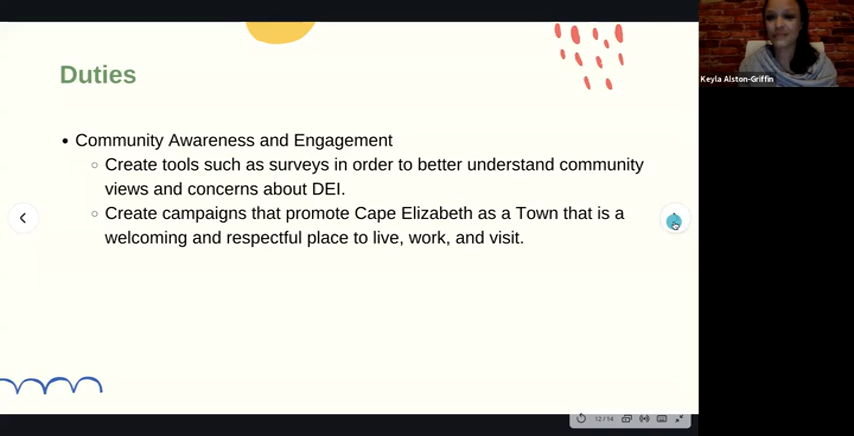 Duties
• Community Awareness and Engagement
○ Create tools such as surveys in order to better understand community
views and concerns about DEI.
○ Create campaigns that promote Cape Elizabeth as a Town that is a
welcoming and respectful place to live, work, and visit.
Keyla Alston-Griffin
12/14